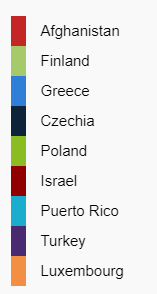 Afghanistan
Finland
Greece
Czechia
Poland
Israel
Puerto Rico
Turkey
Luxembourg